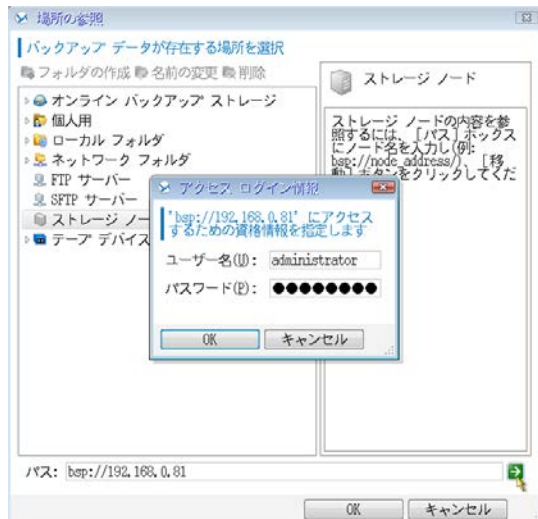 場所の参照
バックアップ データが存在する場所を選択
フォルダの作成 名前の変更 削除
オンライン バックアップ ストレージ
個人用
ローカル フォルダ
ネットワーク フォルダ
FTP サーバー
SFTP サーバー
ストレージ ノー
テープ デバイス
ストレージ ノード
ストレージ ノードの内容を参
照するには、[パス] ボックス
にノード名を入力し(例:
bsp://node_address/)、[移
動] ボタンをクリックしてくだ
アクセス ログイン情報
'bsp://192.168.0.81' にアクセス
するための資格情報を指定します
ユーザー名(U): administrator
パスワード(P): ●●●●●●●●
OK キャンセル
パス: bsp://192.168.0.81
OK キャンセル